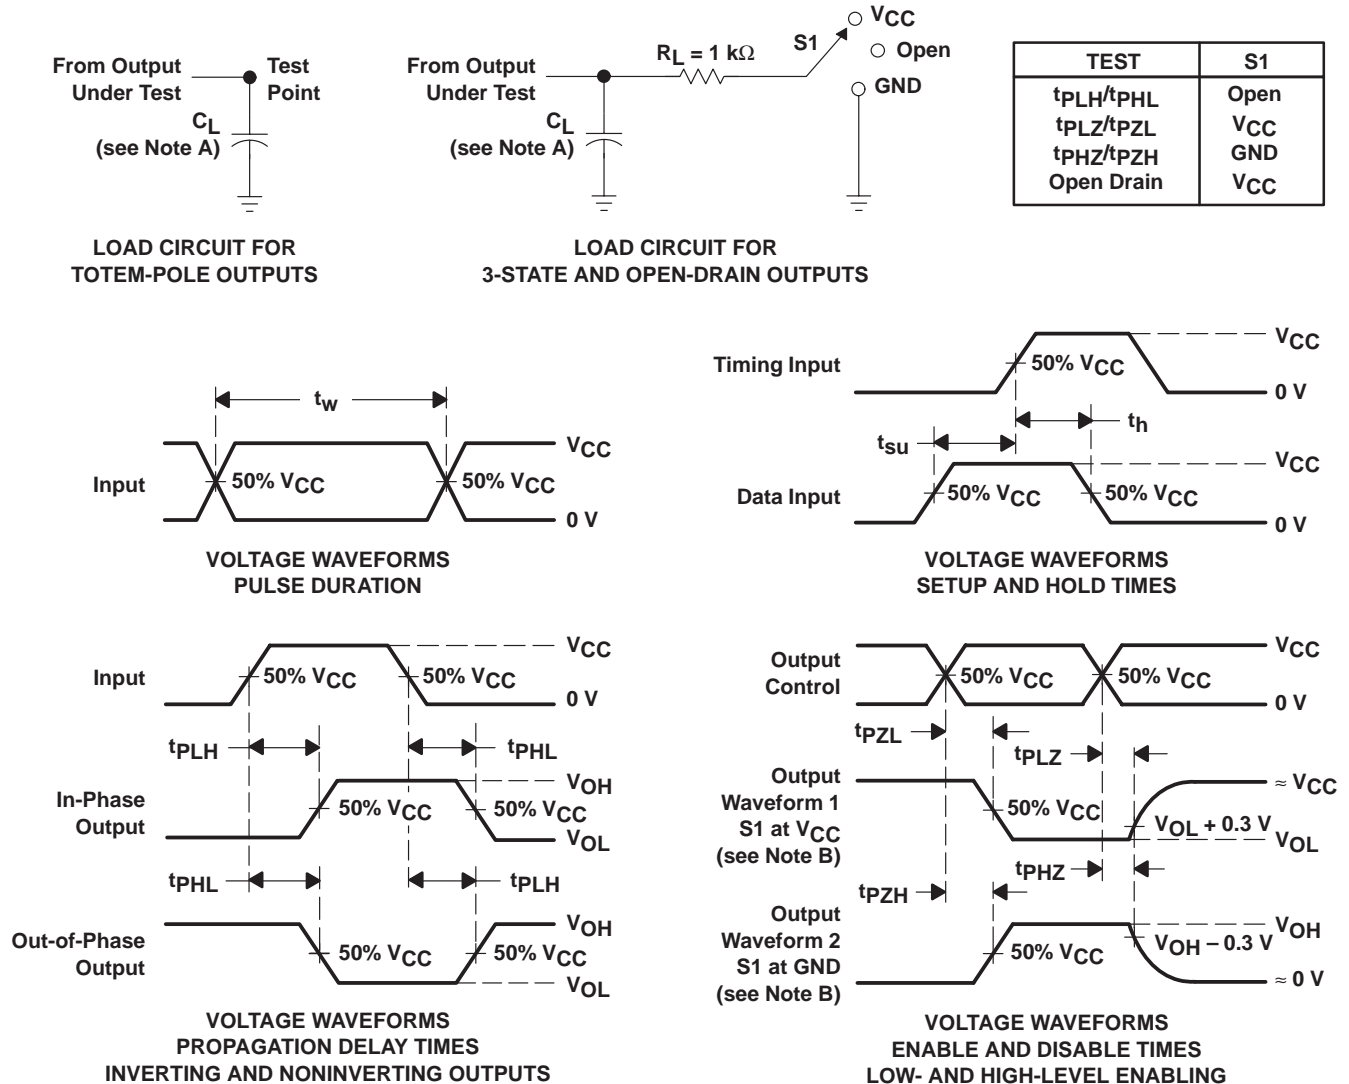 From Output
Under Test
Test
Point
CL
(see Note A)
LOAD CIRCUIT FOR
TOTEM-POLE OUTPUTS
From Output
Under Test
RL = 1 kΩ
S1
VCC
Open
GND
CL
(see Note A)
LOAD CIRCUIT FOR
3-STATE AND OPEN-DRAIN OUTPUTS
TEST S1
tPLH/tPHL Open
tPLZ/tPZL VCC
tPHZ/tPZH GND
Open Drain VCC
tw
Input
50% VCC
50% VCC
VCC
0 V
VOLTAGE WAVEFORMS
PULSE DURATION
Timing Input
50% VCC
VCC
0 V
tsu
th
Data Input
50% VCC
50% VCC
VCC
0 V
VOLTAGE WAVEFORMS
SETUP AND HOLD TIMES
Input
50% VCC
50% VCC
VCC
0 V
tPLH
tPHL
In-Phase
Output
50% VCC
50% VCC
VOH
VOL
tPHL
tPLH
Out-of-Phase
Output
50% VCC
50% VCC
VOH
VOL
VOLTAGE WAVEFORMS
PROPAGATION DELAY TIMES
INVERTING AND NONINVERTING OUTPUTS
Output
Control
50% VCC
50% VCC
VCC
0 V
tPZL
tPLZ
Output
Waveform 1
S1 at VCC
(see Note B)
50% VCC
≈ VCC
VOL + 0.3 V
VOL
tPHZ
tPZH
Output
Waveform 2
S1 at GND
(see Note B)
50% VCC
VOH
VOH – 0.3 V
≈ 0 V
VOLTAGE WAVEFORMS
ENABLE AND DISABLE TIMES
LOW- AND HIGH-LEVEL ENABLING